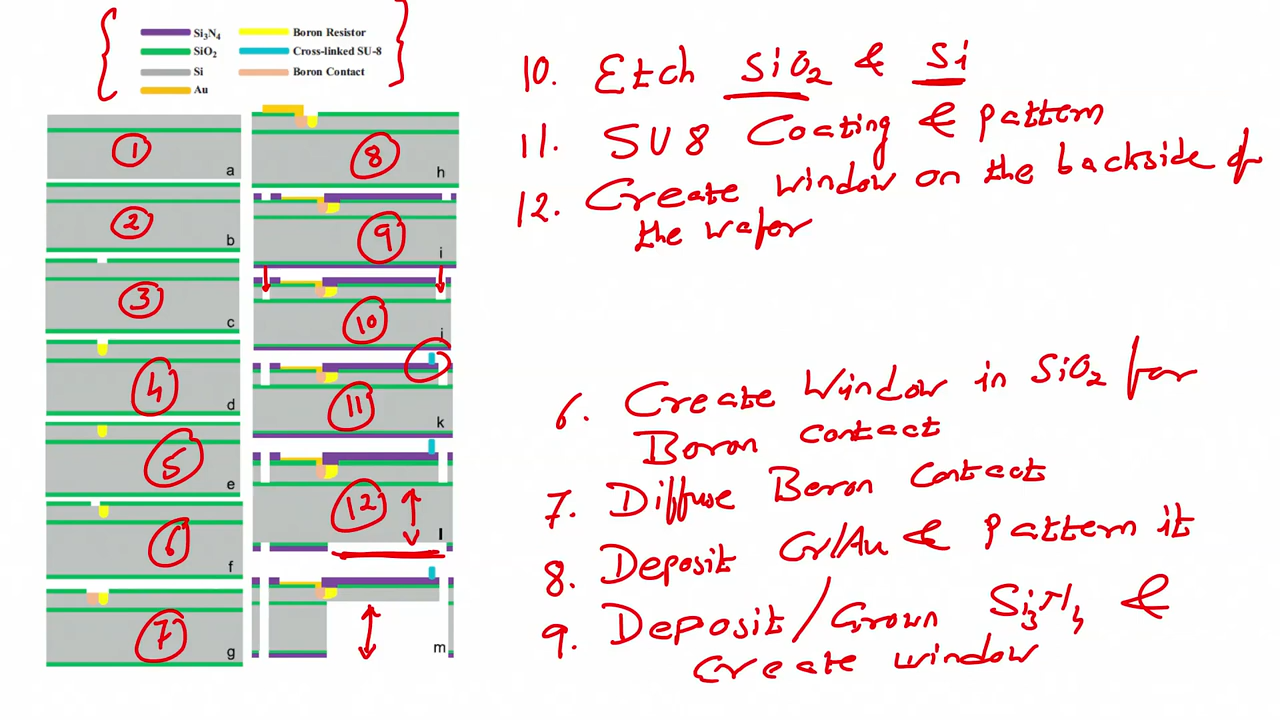 Si3N4
SiO2
Si
Au
Boron Resistor
Cross-linked SU-8
Boron Contact
1
a
2
b
3
c
4
d
5
e
6
f
7
g
8
h
9
i
10
j
11
k
12
l
m
10. Etch SiO2 & Si
11. SU8 Coating & pattern
12. Create window on the backside of
the wafer
6. Create Window in SiO2 for
Boron contact
7. Diffuse Boron Contact
8. Deposit Cr/Au & pattern it
9. Deposit/Grown Si3N4 &
Create window